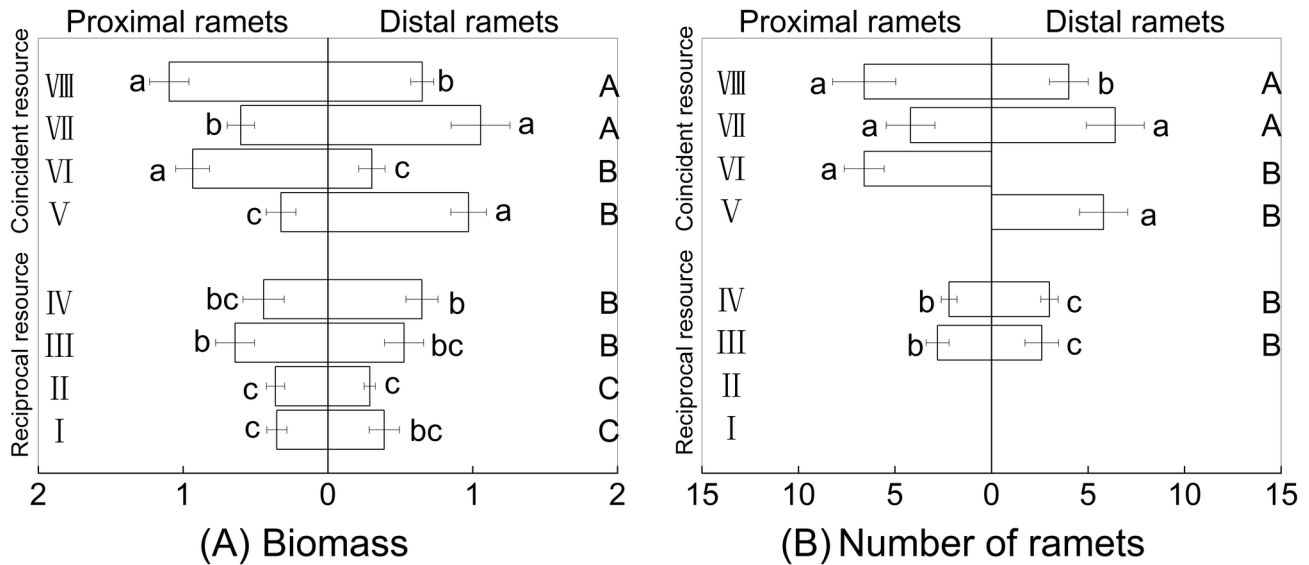 Proximal ramets Distal ramets
Coincident resource
Ⅷ a b A
Ⅶ b a A
Ⅵ a c B
Ⅴ c a B
Reciprocal resource
Ⅳ bc b B
Ⅲ b bc B
Ⅱ c c C
Ⅰ c bc C
2 1 0 1 2
(A) Biomass
Proximal ramets Distal ramets
Coincident resource
Ⅷ a b A
Ⅶ a a A
Ⅵ a B
Ⅴ a B
Reciprocal resource
Ⅳ b c B
Ⅲ b c B
Ⅱ
Ⅰ
15 10 5 0 5 10 15
(B) Number of ramets